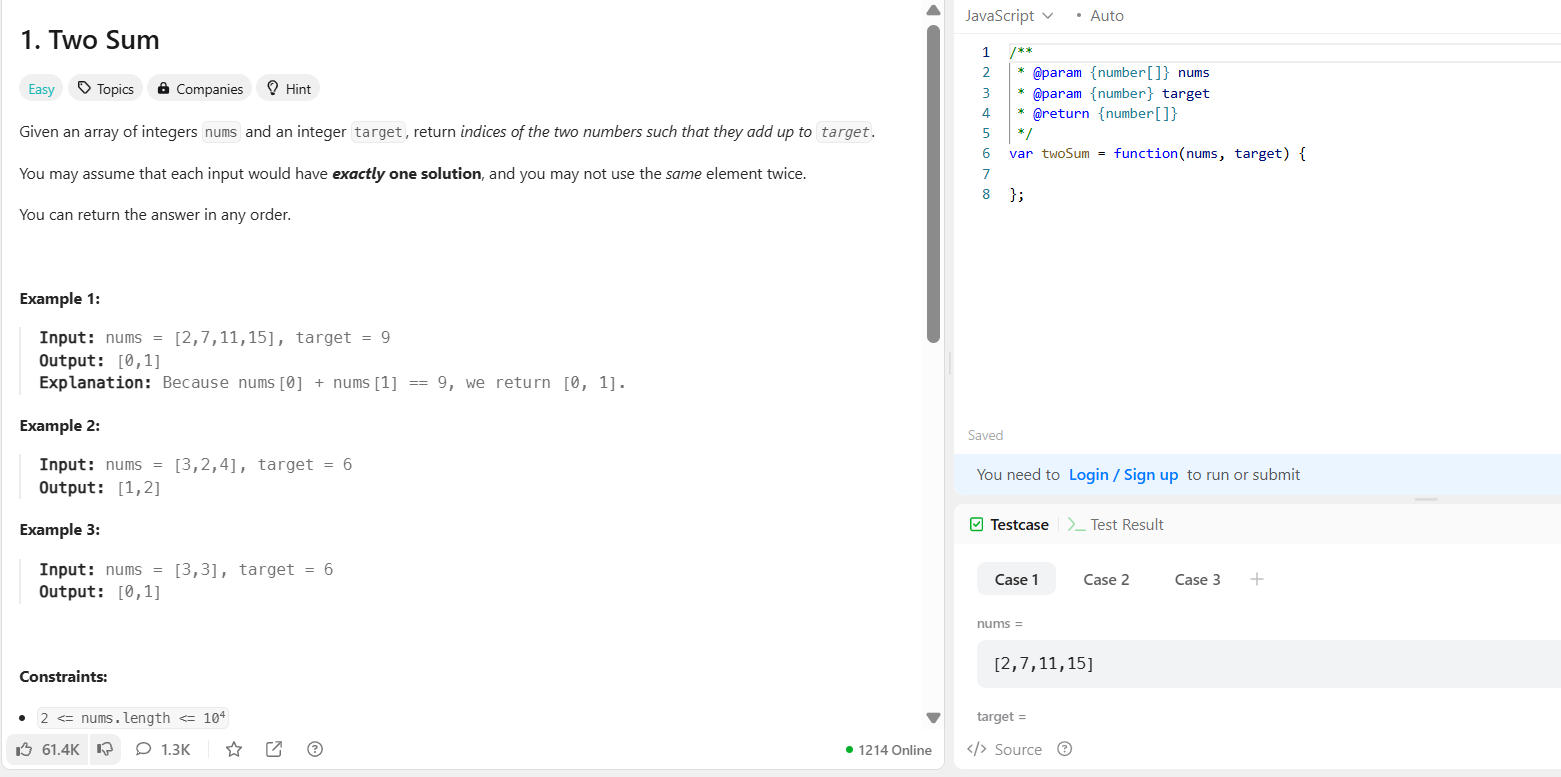 1. Two Sum
Easy Topics Companies Hint
Given an array of integers nums and an integer target, return indices of the two numbers such that they add up to target.
You may assume that each input would have exactly one solution, and you may not use the same element twice.
You can return the answer in any order.
Example 1:
Input: nums = [2,7,11,15], target = 9
Output: [0,1]
Explanation: Because nums[0] + nums[1] == 9, we return [0, 1].
Example 2:
Input: nums = [3,2,4], target = 6
Output: [1,2]
Example 3:
Input: nums = [3,3], target = 6
Output: [0,1]
Constraints:
• 2 <= nums.length <= 10⁴
61.4K 1.3K 1214 Online
JavaScript • Auto
1 /**
2 * @param {number[]} nums
3 * @param {number} target
4 * @return {number[]}
5 */
6 var twoSum = function(nums, target) {
7
8 };
Saved
You need to Login / Sign up to run or submit
Testcase >_ Test Result
Case 1 Case 2 Case 3 +
nums =
[2,7,11,15]
target =
</> Source ?